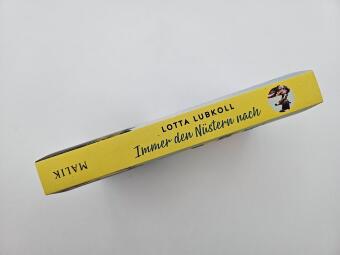 LOTTA LUBKOLL
Immer den Nüstern nach
MALIK